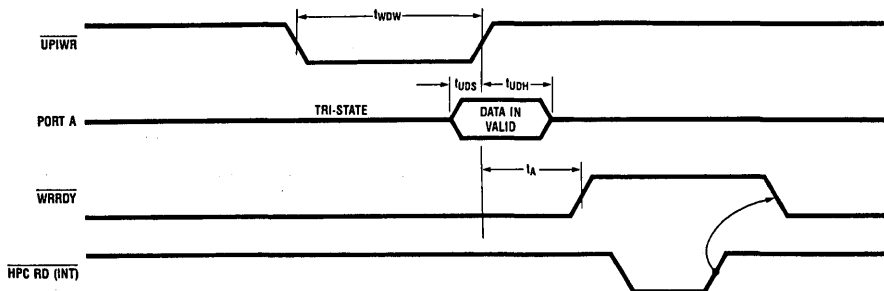 tWDW
UPIWR
tUDS
tUDH
TRI-STATE
DATA IN
VALID
PORT A
tA
WRRDY
HPC RD (INT)